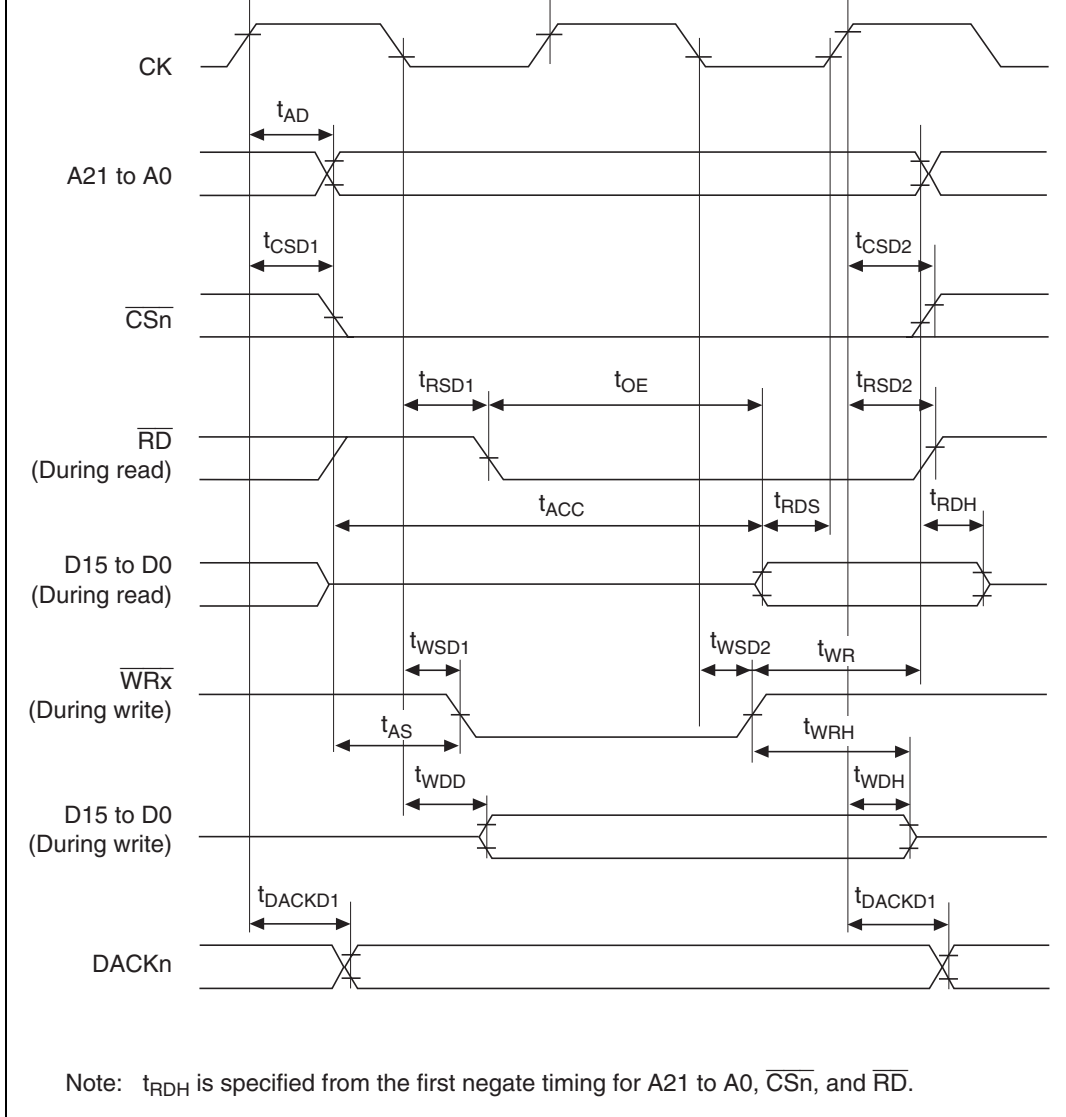 CK
tAD
A21 to A0
tCSD1
tCSD2
CSn
tRSD1
tOE
tRSD2
RD
(During read)
tACC
tRDS
tRDH
D15 to D0
(During read)
tWSD1
tWSD2
tWR
WRx
(During write)
tAS
tWRH
tWDD
tWDH
D15 to D0
(During write)
tDACKD1
tDACKD1
DACKn
Note: tRDH is specified from the first negate timing for A21 to A0, CSn, and RD.